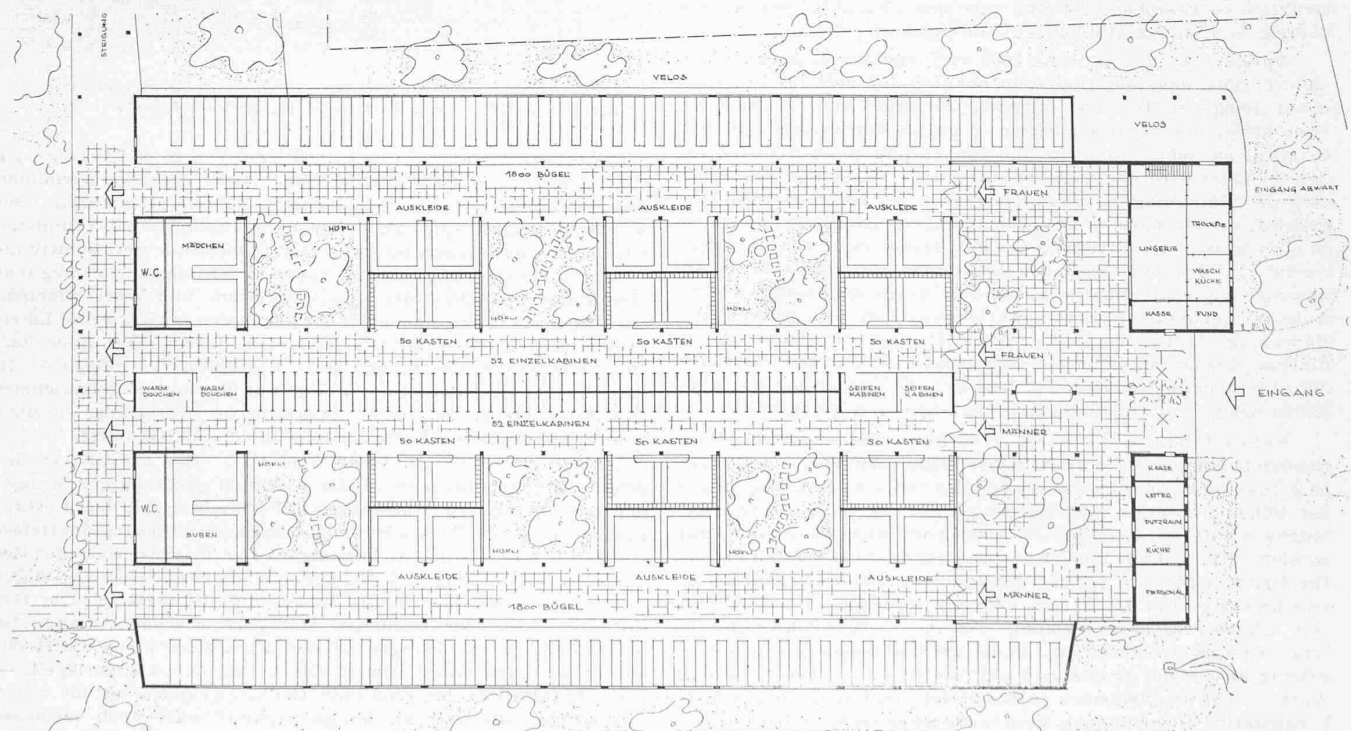 STEIGUNG
VELOS
VELOS
1800 BÜGEL
FRAUEN
EINGANG ABWART
AUSKLEIDE
AUSKLEIDE
AUSKLEIDE
HÖFLI
MÄDCHEN
W.C.
LINGERIE
WASCH
KÜCHE
HÖFLI
HÖFLI
KASSE
FUND
50 KASTEN
50 KASTEN
50 KASTEN
52 EINZELKABINEN
FRAUEN
WARM
DOUCHEN
WARM
DOUCHEN
SEIFEN
KABINEN
SEIFEN
KABINEN
EINGANG
52 EINZELKABINEN
MÄNNER
50 KASTEN
50 KASTEN
50 KASTEN
HÖFLI
KASSE
LEITER
W.C.
PUTZRAUM
BUBEN
HÖFLI
HÖFLI
KÜCHE
AUSKLEIDE
AUSKLEIDE
AUSKLEIDE
PERSONAL
MÄNNER
1800 BÜGEL